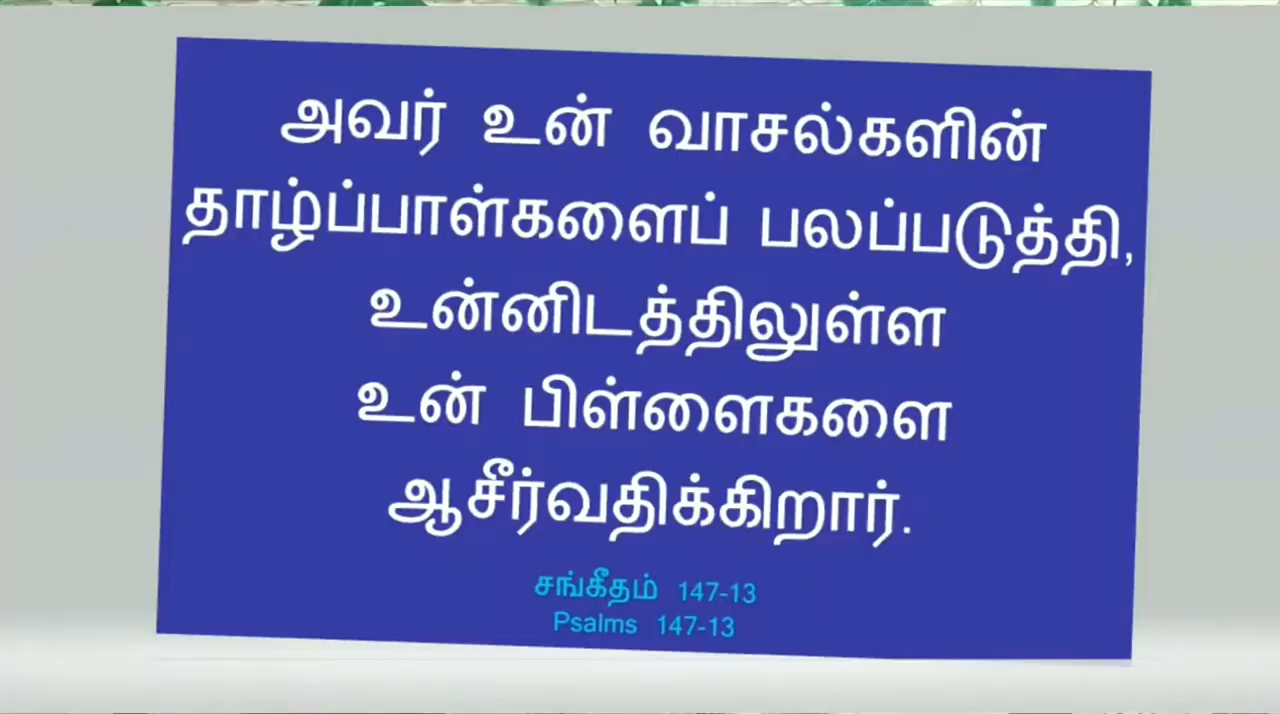 அவர் உன் வாசல்களின்
தாழ்ப்பாள்களைப் பலப்படுத்தி,
உன்னிடத்திலுள்ள
உன் பிள்ளைகளை
ஆசீர்வதிக்கிறார்.
சங்கீதம் 147-13
Psalms 147-13